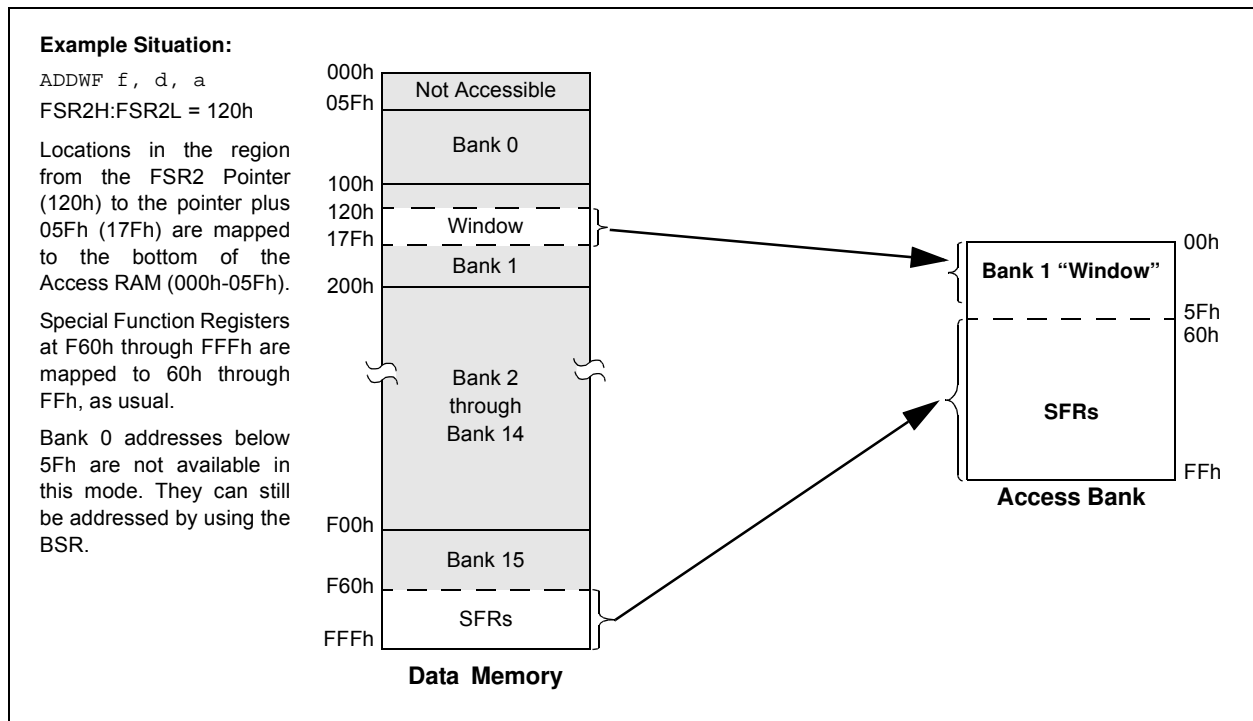 Example Situation:
ADDWF f, d, a
FSR2H:FSR2L = 120h
Locations in the region
from the FSR2 Pointer
(120h) to the pointer plus
05Fh (17Fh) are mapped
to the bottom of the
Access RAM (000h-05Fh).
Special Function Registers
at F60h through FFFh are
mapped to 60h through
FFh, as usual.
Bank 0 addresses below
5Fh are not available in
this mode. They can still
be addressed by using the
BSR.
000h
Not Accessible
05Fh
Bank 0
100h
120h
Window
17Fh
Bank 1
200h
Bank 2
through
Bank 14
F00h
Bank 15
F60h
SFRs
FFFh
Data Memory
00h
Bank 1 “Window”
5Fh
60h
SFRs
FFh
Access Bank